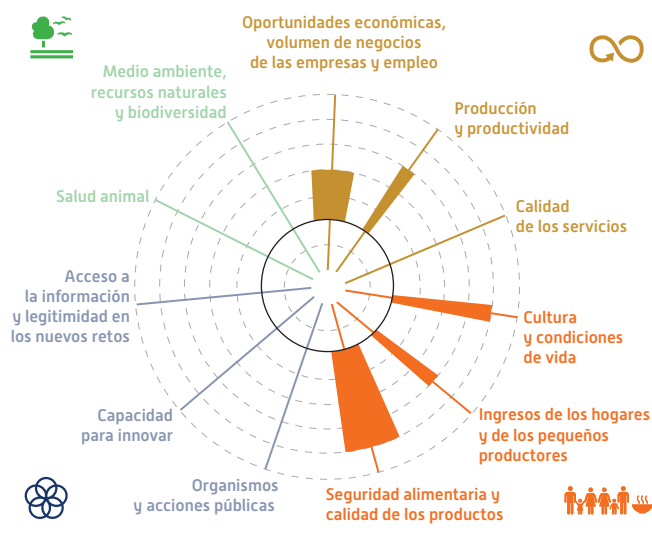 Oportunidades económicas,
volumen de negocios
de las empresas y empleo
Producción
y productividad
Calidad
de los servicios
Cultura
y condiciones
de vida
Ingresos de los hogares
y de los pequeños
productores
Seguridad alimentaria y
calidad de los productos
Organismos
y acciones públicas
Capacidad
para innovar
Acceso a
la información
y legitimidad en
los nuevos retos
Salud animal
Medio ambiente,
recursos naturales
y biodiversidad